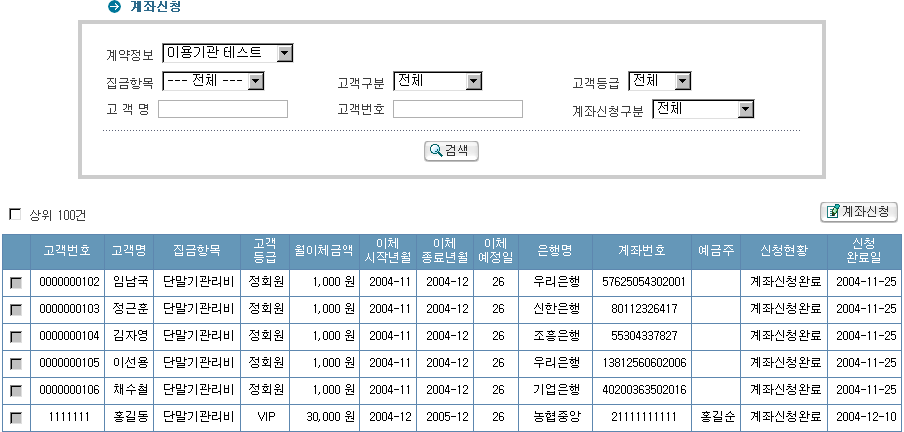 계좌신청
계약정보 이용기관 테스트
집금항목 --- 전체 --- 고객구분 전체 고객등급 전체
고 객 명 고객번호 계좌신청구분 전체
검색
상위 100건 계좌신청
고객번호 고객명 집금항목 고객등급 월이체금액 이체시작년월 이체종료년월 이체예정일 은행명 계좌번호 예금주 신청현황 신청완료일
0000000102 임남국 단말기관리비 정회원 1,000 원 2004-11 2004-12 26 우리은행 57625054302001 계좌신청완료 2004-11-25
0000000103 정근훈 단말기관리비 정회원 1,000 원 2004-11 2004-12 26 신한은행 80112326417 계좌신청완료 2004-11-25
0000000104 김자영 단말기관리비 정회원 1,000 원 2004-11 2004-12 26 조흥은행 55304337827 계좌신청완료 2004-11-25
0000000105 이선용 단말기관리비 정회원 1,000 원 2004-11 2004-12 26 우리은행 13812560602006 계좌신청완료 2004-11-25
0000000106 채수철 단말기관리비 정회원 1,000 원 2004-11 2004-12 26 기업은행 40200363502016 계좌신청완료 2004-11-25
1111111 홍길동 단말기관리비 VIP 30,000 원 2004-12 2005-12 26 농협중앙 21111111111 홍길순 계좌신청완료 2004-12-10